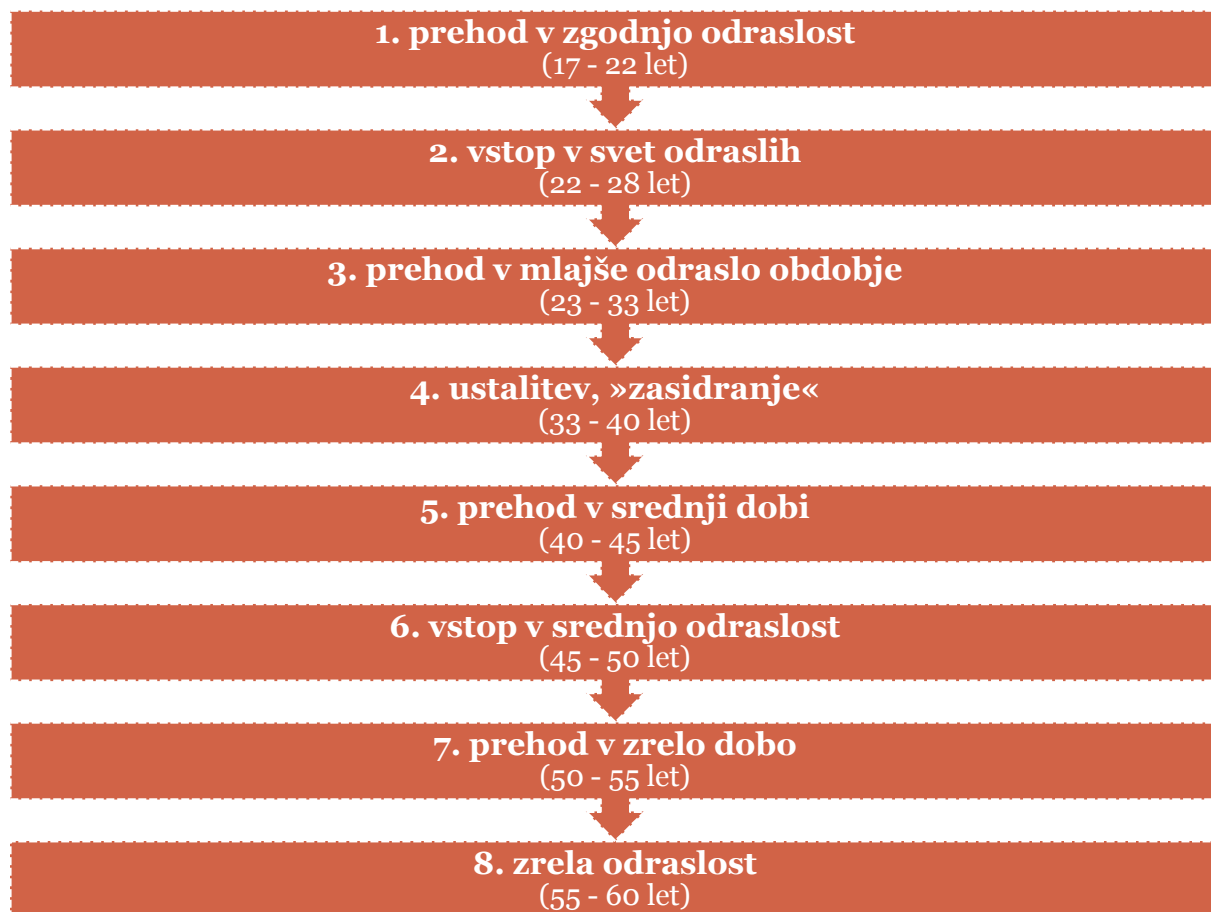 1. prehod v zgodnjo odraslost
(17 - 22 let)
2. vstop v svet odraslih
(22 - 28 let)
3. prehod v mlajše odraslo obdobje
(23 - 33 let)
4. ustalitev, »zasidranje«
(33 - 40 let)
5. prehod v srednji dobi
(40 - 45 let)
6. vstop v srednjo odraslost
(45 - 50 let)
7. prehod v zrelo dobo
(50 - 55 let)
8. zrela odraslost
(55 - 60 let)